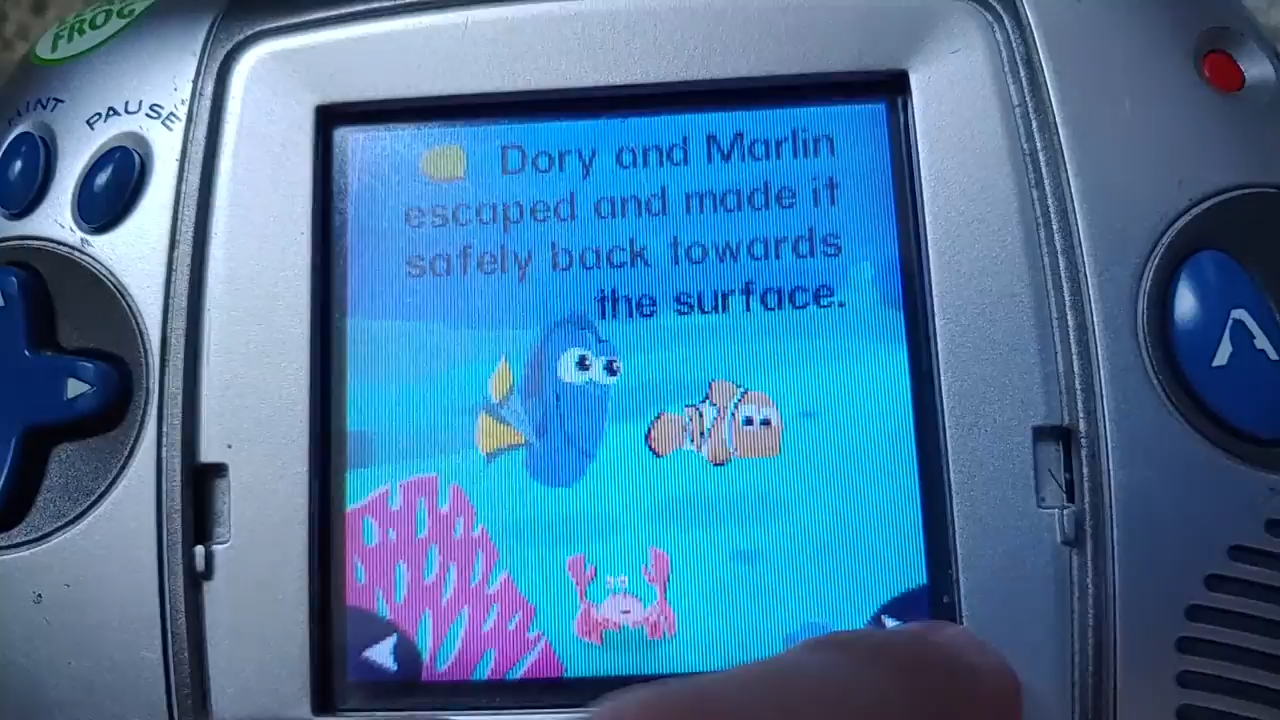 FROG
HINT
PAUSE
Dory and Marlin
escaped and made it
safely back towards
the surface.
A